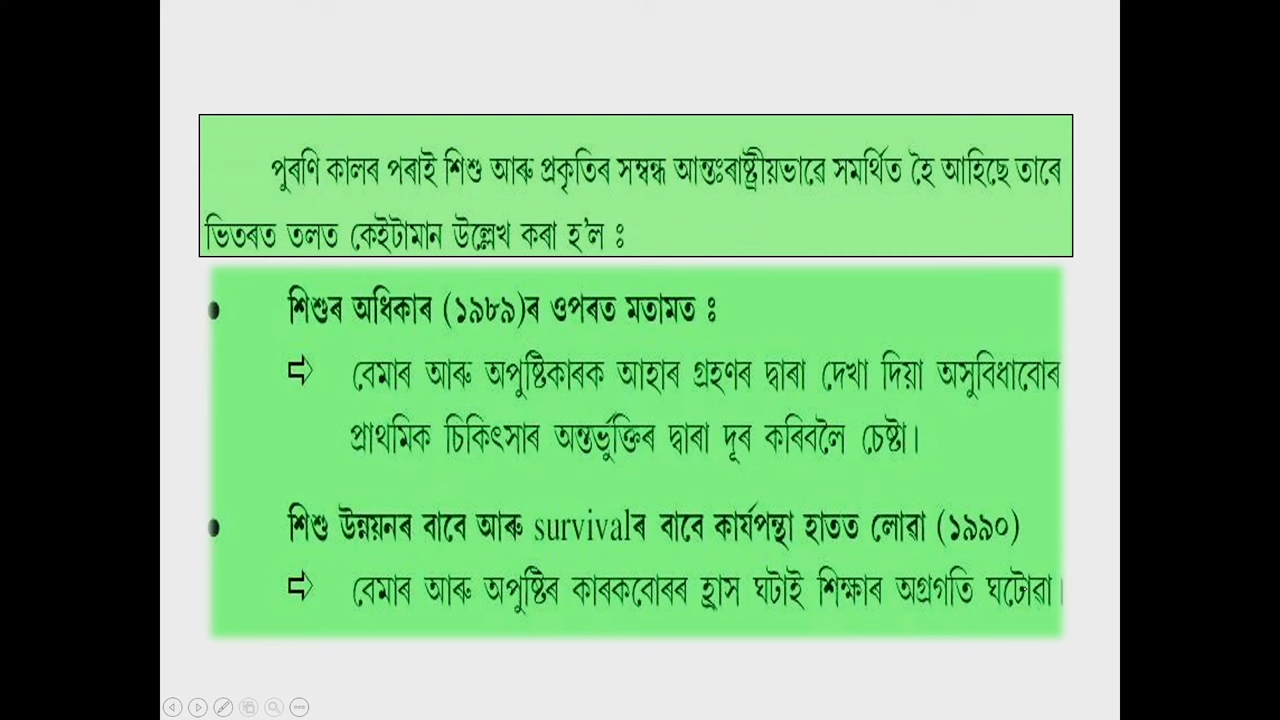 পুৰণি কালৰ পৰাই শিশু আৰু প্ৰকৃতিৰ সম্বন্ধ আন্তঃৰাষ্ট্ৰীয়ভাৱে সমৰ্থিত হৈ আহিছে তাৰে
ভিতৰত তলত কেইটামান উল্লেখ কৰা হ’ল ঃ
• শিশুৰ অধিকাৰ (১৯৮৯)ৰ ওপৰত মতামত ঃ
⇨ বেমাৰ আৰু অপুষ্টিকাৰক আহাৰ গ্ৰহণৰ দ্বাৰা দেখা দিয়া অসুবিধাবোৰ
প্ৰাথমিক চিকিৎসাৰ অন্তৰ্ভুক্তিৰ দ্বাৰা দূৰ কৰিবলৈ চেষ্টা।
• শিশু উন্নয়নৰ বাবে আৰু survivalৰ বাবে কাৰ্যপন্থা হাতত লোৱা (১৯৯০)
⇨ বেমাৰ আৰু অপুষ্টিৰ কাৰকবোৰৰ হ্ৰাস ঘটাই শিক্ষাৰ অগ্ৰগতি ঘটোৱা।